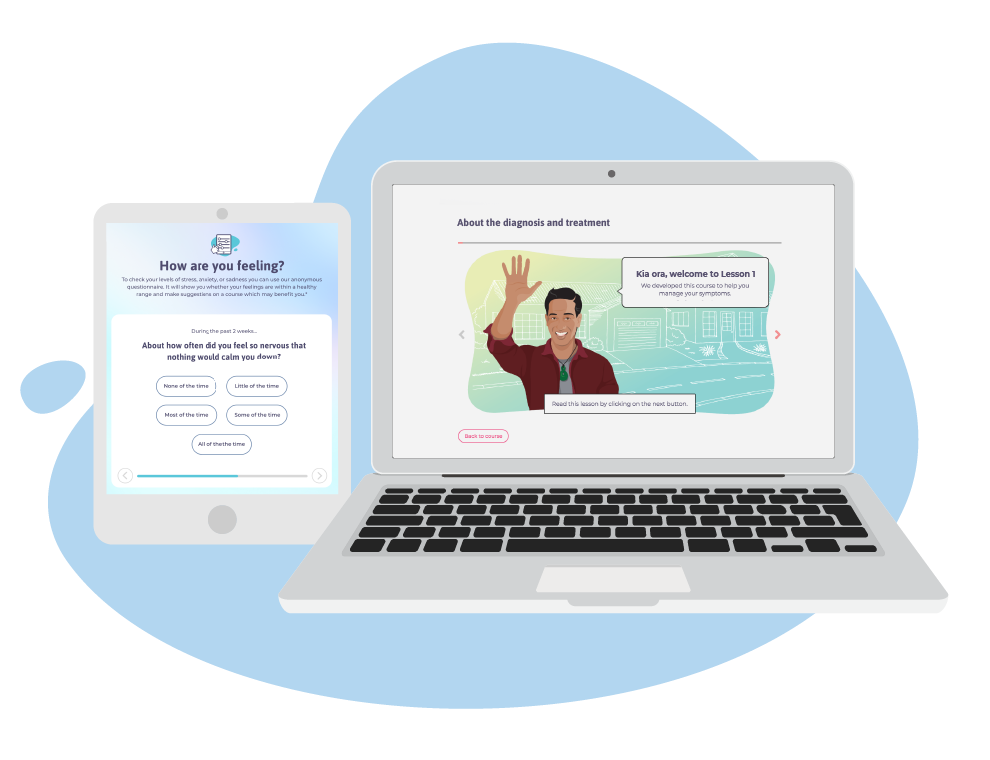 How are you feeling?
To check your levels of stress, anxiety, or sadness you can use our anonymous
questionnaire. It will show you whether your feelings are within a healthy
range and make suggestions on a course which may benefit you.*
During the past 2 weeks...
About how often did you feel so nervous that
nothing would calm you down?
None of the time
Little of the time
Most of the time
Some of the time
All of thethe time
About the diagnosis and treatment
Kia ora, welcome to Lesson 1
We developed this course to help you
manage your symptoms.
Read this lesson by clicking on the next button.
Back to course